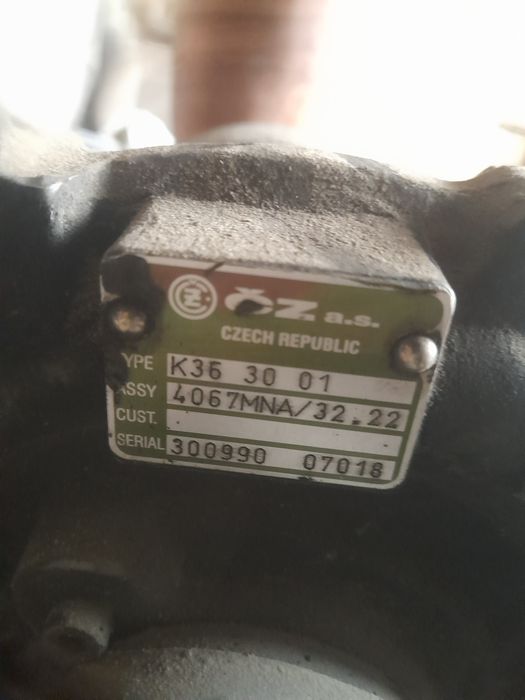 ČZ a.s.
CZECH REPUBLIC
TYPE K36 30 01
ASSY 4067MNA/32.22
CUST.
SERIAL 300990 07018